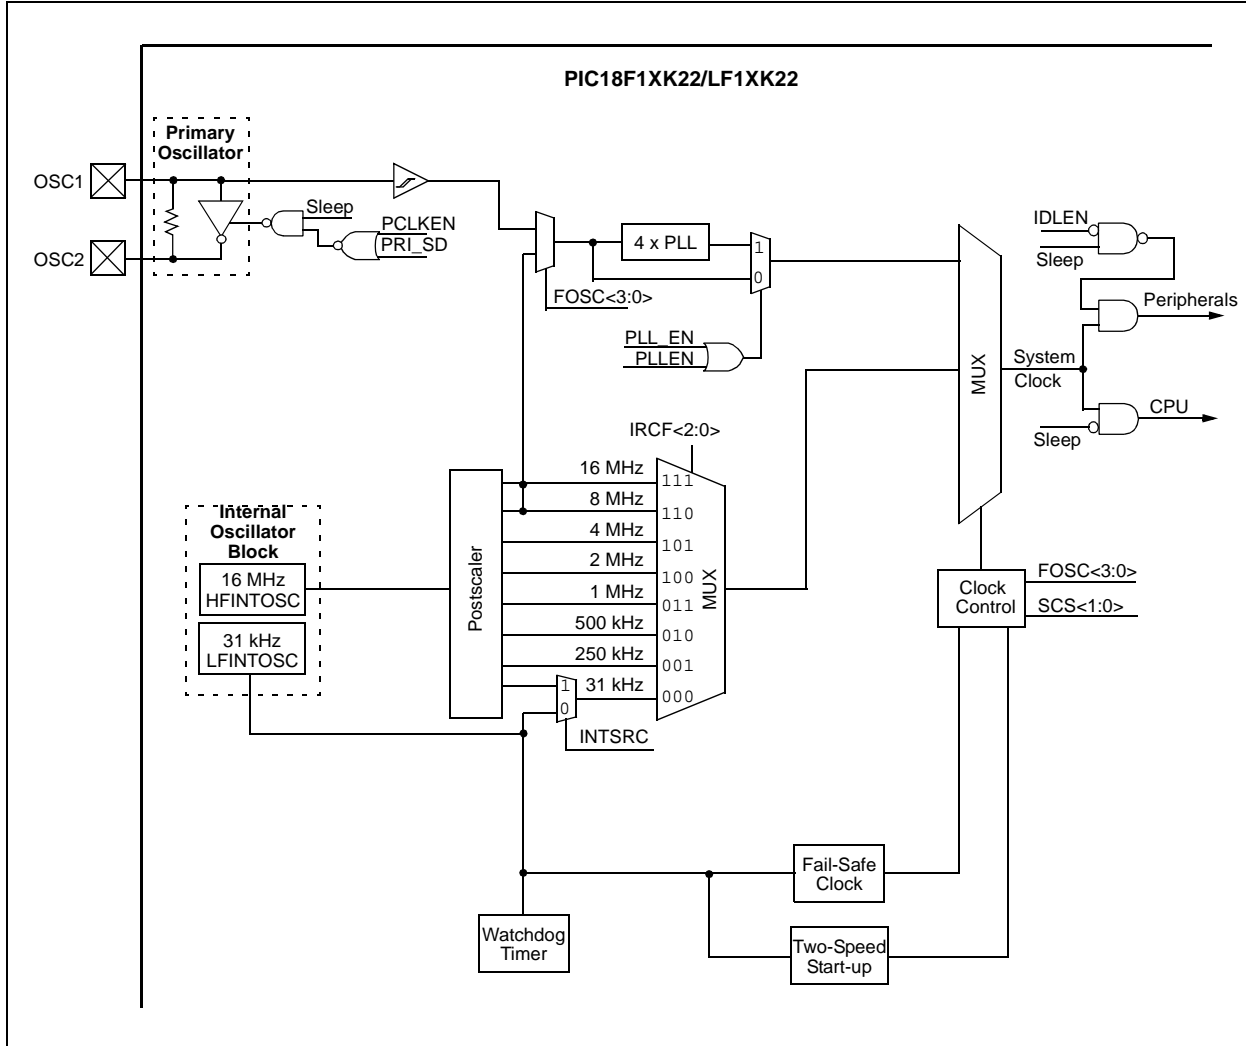 PIC18F1XK22/LF1XK22
Primary
Oscillator
OSC1
OSC2
Sleep
PCLKEN
PRI_SD
4 x PLL
1
0
FOSC<3:0>
PLL_EN
PLLEN
IDLEN
Sleep
Peripherals
MUX
System
Clock
CPU
Sleep
IRCF<2:0>
16 MHz
111
8 MHz
110
4 MHz
101
2 MHz
100
1 MHz
011
500 kHz
010
250 kHz
001
31 kHz
000
MUX
Postscaler
1
0
INTSRC
Internal
Oscillator
Block
16 MHz
HFINTOSC
31 kHz
LFINTOSC
Clock
Control
FOSC<3:0>
SCS<1:0>
Fail-Safe
Clock
Watchdog
Timer
Two-Speed
Start-up